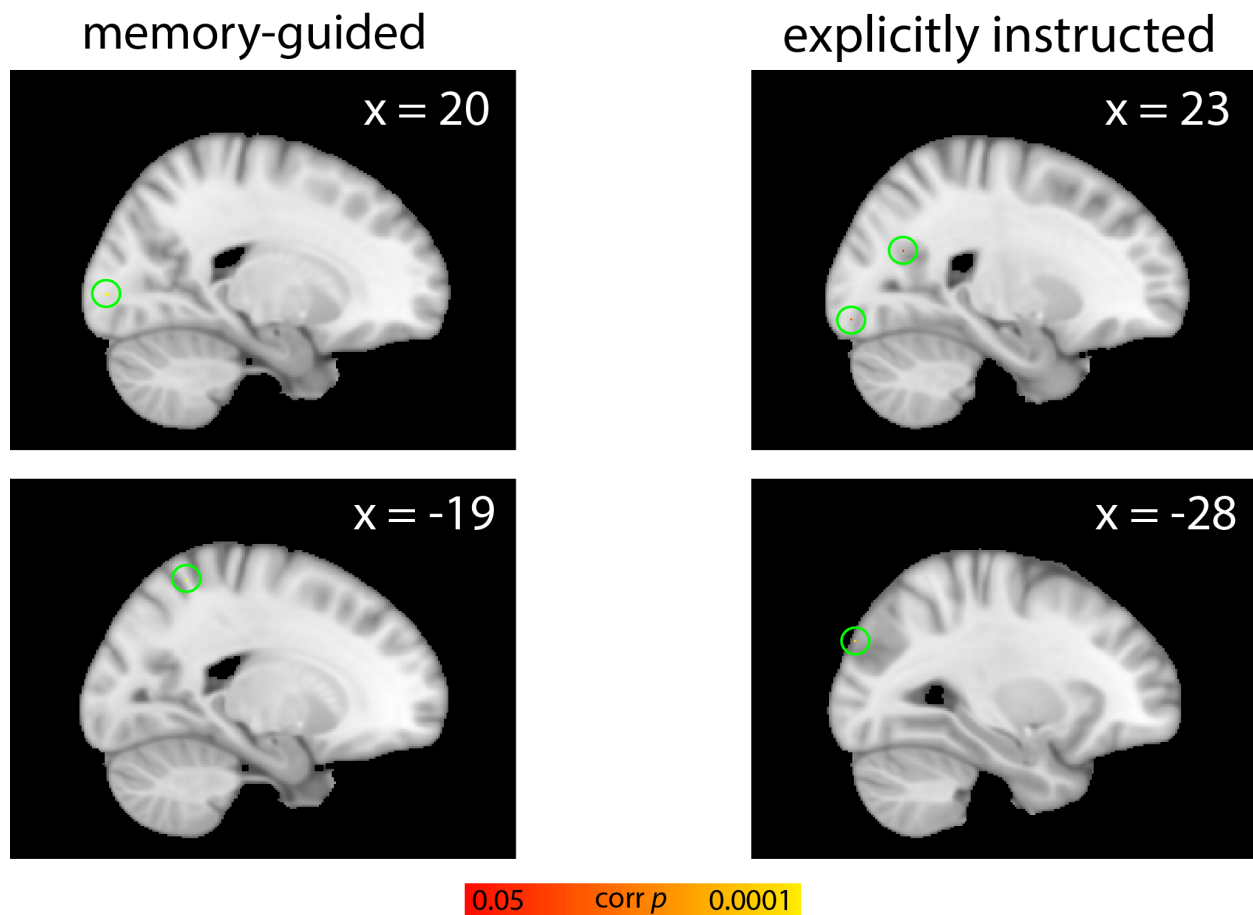 memory-guided
explicitly instructed
x = 20
x = 23
x = -19
x = -28
0.05 corr p 0.0001